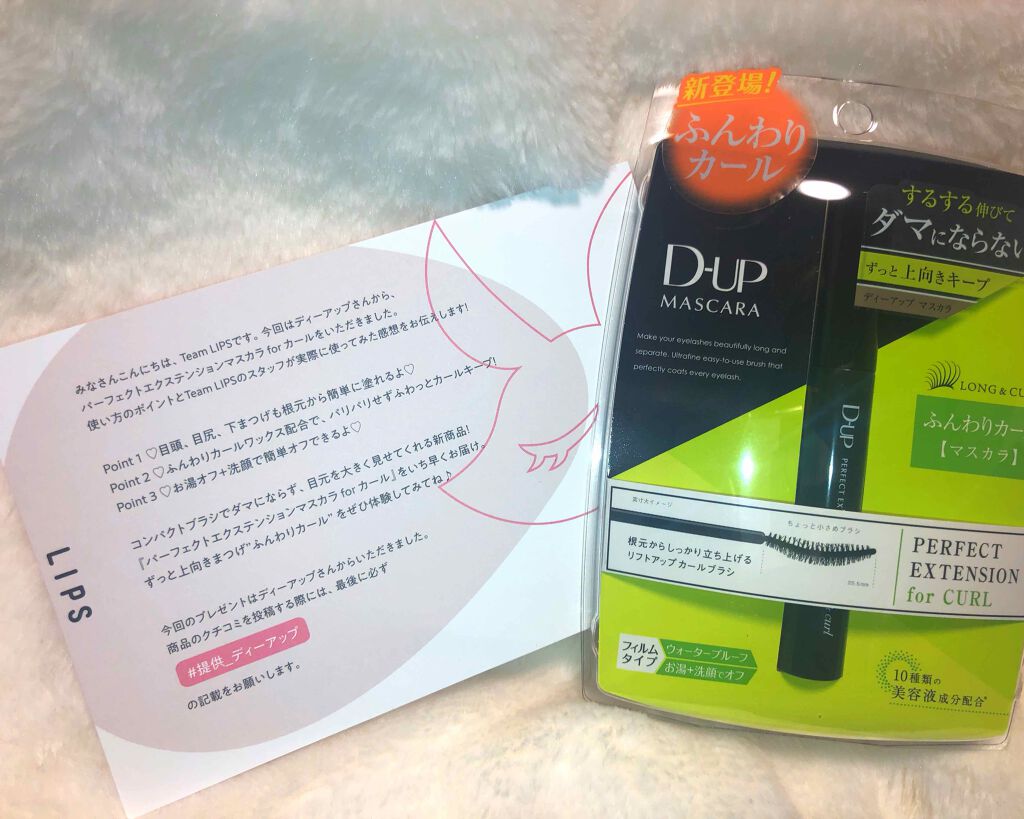 みなさんこんにちは、Team LIPSです。今回はディーアップさんから、
パーフェクトエクステンションマスカラ for カールをいただきました。
使い方のポイントとTeam LIPSのスタッフが実際に使ってみた感想をお伝えします!
Point 1 ♡目頭、目尻、下まつげも根元から簡単に塗れるよ♡
Point 2 ♡ふんわりカールワックス配合で、パリパリせずふわっとカールキープ!
Point 3 ♡お湯オフ+洗顔で簡単オフできるよ♡
コンパクトブラシでダマにならず、目元を大きく見せてくれる新商品!
『パーフェクトエクステンションマスカラ for カール』をいち早くお届け。
ずっと上向きまつげ"ふんわりカール"をぜひ体験してみてね♪
今回のプレゼントはディーアップさんからいただきました。
商品のクチコミを投稿する際には、最後に必ず
#提供_ディーアップ
の記載をお願いします。
LIPS
新登場!
ふんわり
カール
するする伸びて
ダマにならない
ずっと上向きキープ
ディーアップ マスカラ
D-UP
MASCARA
Make your eyelashes beautifully long and
separate. Ultrafine easy-to-use brush that
perfectly coats every eyelash.
LONG & CU
ふんわりカー
【マスカラ】
D-UP
PERFECT EX
実寸大イメージ
ちょっと小さめブラシ
根元からしっかり立ち上げる
リフトアップ カール ブラシ
25.5mm
PERFECT
EXTENSION
for CURL
curl
フィルム
タイプ
ウォータープルーフ
お湯+洗顔でオフ
10種類の
美容液成分配合*